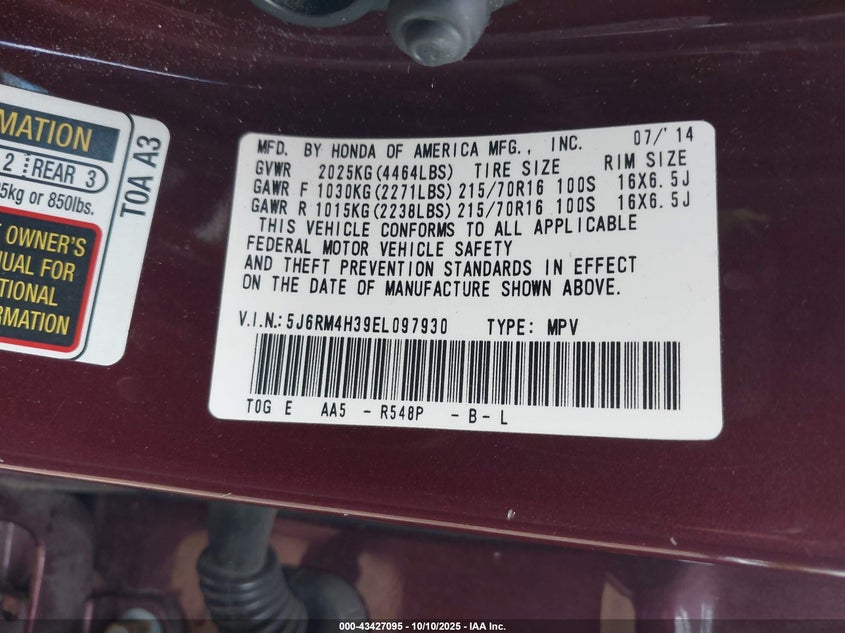 MATION
2 REAR 3
5kg or 850lbs.
OWNER'S
UAL FOR
TIONAL
RMATION
TOA A3
MFD. BY HONDA OF AMERICA MFG., INC. 07/'14
GVWR 2025KG(4464LBS) TIRE SIZE RIM SIZE
GAWR F 1030KG(2271LBS) 215/70R16 100S 16X6.5J
GAWR R 1015KG(2238LBS) 215/70R16 100S 16X6.5J
THIS VEHICLE CONFORMS TO ALL APPLICABLE
FEDERAL MOTOR VEHICLE SAFETY
AND THEFT PREVENTION STANDARDS IN EFFECT
ON THE DATE OF MANUFACTURE SHOWN ABOVE.
V.I.N.: 5J6RM4H39EL097930 TYPE: MPV
TOG E AA5 - R548P - B - L
000-43427095 - 10/10/2025 - IAA Inc.